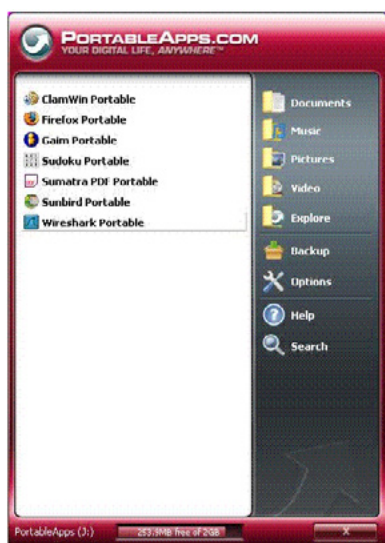 PORTABLEAPPS.COM
YOUR DIGITAL LIFE, ANYWHERE™
ClamWin Portable
Firefox Portable
Gaim Portable
Sudoku Portable
Sumatra PDF Portable
Sunbird Portable
Wireshark Portable
Documents
Music
Pictures
Video
Explore
Backup
Options
Help
Search
PortableApps (J:)
253.9MB free of 2GB
X